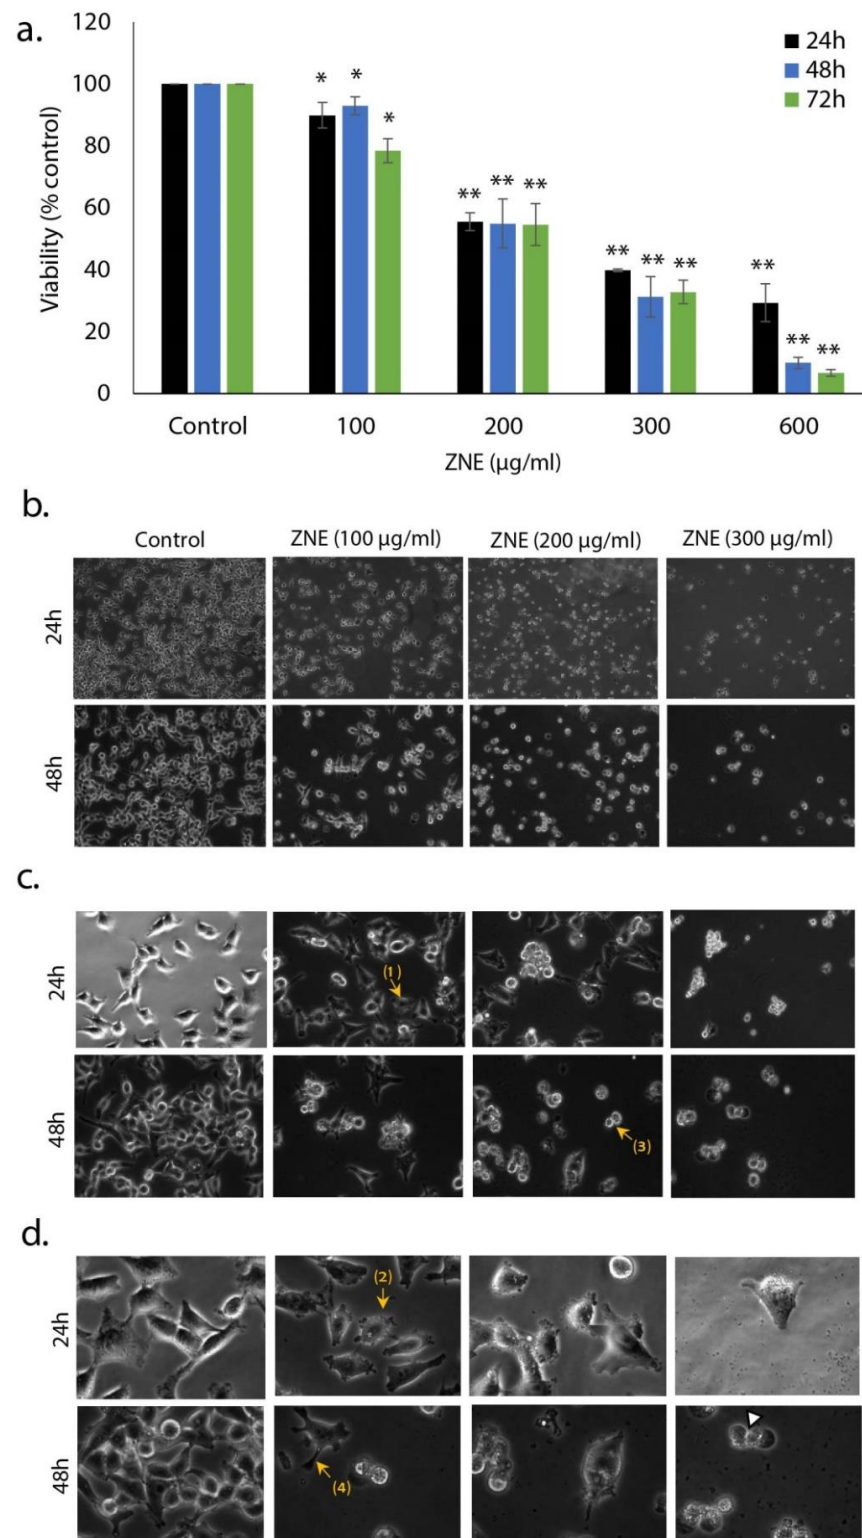 a.
120
100
80
60
40
20
0
Viability (% control)
24h
48h
72h
* * *
** ** **
** ** **
** ** **
Control 100 200 300 600
ZNE (µg/ml)
b.
Control ZNE (100 µg/ml) ZNE (200 µg/ml) ZNE (300 µg/ml)
24h
48h
c.
24h
(1)
48h
(3)
d.
24h
(2)
48h
(4)